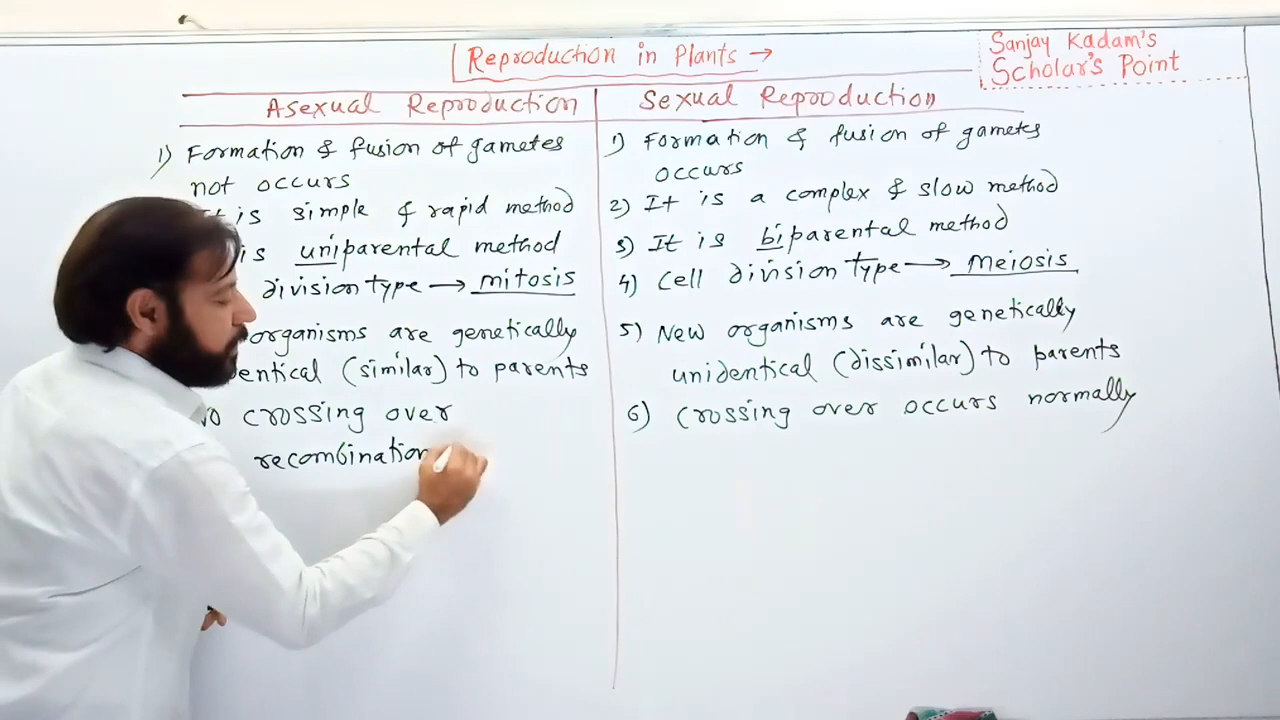 Reproduction in Plants →
Sanjay Kadam's
Scholar's Point
Asexual Reproduction
1) Formation & fusion of gametes
not occurs
is simple & rapid method
is uniparental method
division type → mitosis
organisms are genetically
entical (similar) to parents
crossing over
recombination
Sexual Reproduction
1) Formation & fusion of gametes
occurs
2) It is a complex & slow method
3) It is biparental method
4) Cell division type → Meiosis
5) New organisms are genetically
unidentical (dissimilar) to parents
6) Crossing over occurs normally